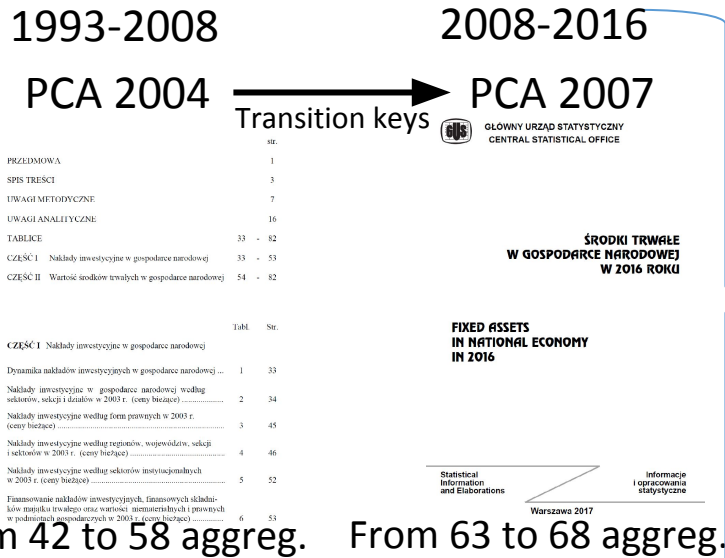 1993-2008
2008-2016
PCA 2004
PCA 2007
Transition keys
GUS
GŁÓWNY URZĄD STATYSTYCZNY
CENTRAL STATISTICAL OFFICE
str.
PRZEDMOWA 1
SPIS TREŚCI 3
UWAGI METODYCZNE 7
UWAGI ANALITYCZNE 16
TABLICE 33 - 82
CZĘŚĆ I Nakłady inwestycyjne w gospodarce narodowej 33 - 53
CZĘŚĆ II Wartość środków trwałych w gospodarce narodowej 54 - 82
Tabl. Str.
CZĘŚĆ I Nakłady inwestycyjne w gospodarce narodowej
Dynamika nakładów inwestycyjnych w gospodarce narodowej ... 1 33
Nakłady inwestycyjne w gospodarce narodowej według
sektorów, sekcji i działów w 2003 r. (ceny bieżące) .................... 2 34
Nakłady inwestycyjne według form prawnych w 2003 r.
(ceny bieżące) .................... 3 45
Nakłady inwestycyjne według regionów, województw, sekcji
i sektorów w 2003 r. (ceny bieżące) .................... 4 46
Nakłady inwestycyjne według sektorów instytucjonalnych
w 2003 r. (ceny bieżące) .................... 5 52
Finansowanie nakładów inwestycyjnych, finansowych składni-
ków majątku trwałego oraz wartości niematerialnych i prawnych
w podmiotach gospodarczych w 2003 r. (ceny bieżące) ............ 6 53
ŚRODKI TRWAŁE
W GOSPODARCE NARODOWEJ
W 2016 ROKU
FIXED ASSETS
IN NATIONAL ECONOMY
IN 2016
Statistical
Information
and Elaborations
Informacje
i opracowania
statystyczne
Warszawa 2017
m 42 to 58 aggreg.
From 63 to 68 aggreg.